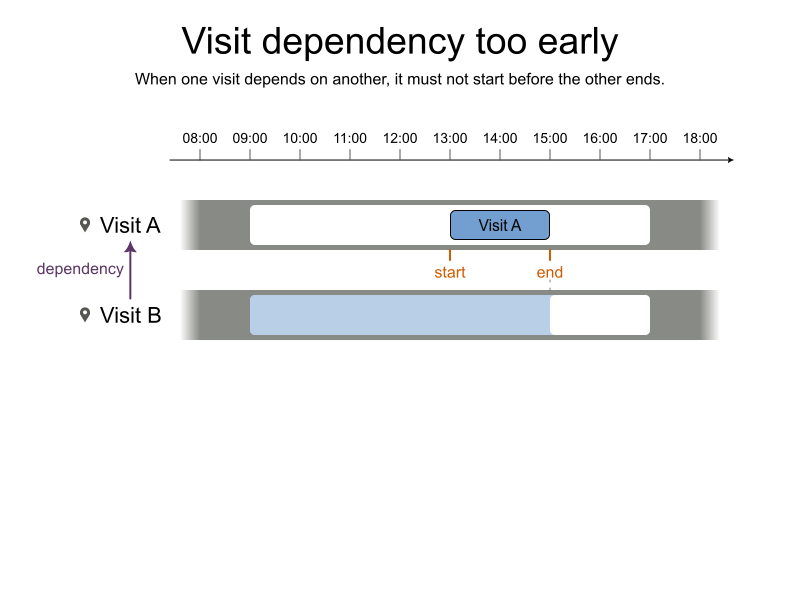 Visit dependency too early
When one visit depends on another, it must not start before the other ends.
08:00 09:00 10:00 11:00 12:00 13:00 14:00 15:00 16:00 17:00 18:00
Visit A
Visit A
dependency
start
end
Visit B